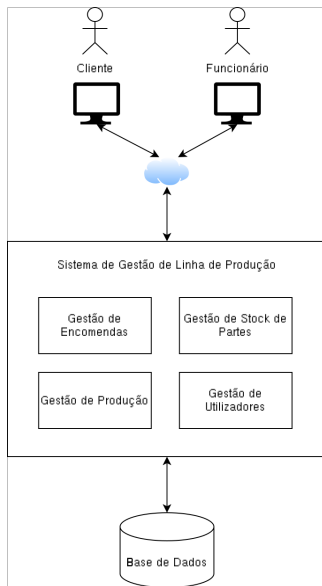 Cliente
Funcionário
Sistema de Gestão de Linha de Produção
Gestão de
Encomendas
Gestão de Stock de
Partes
Gestão de Produção
Gestão de
Utilizadores
Base de Dados